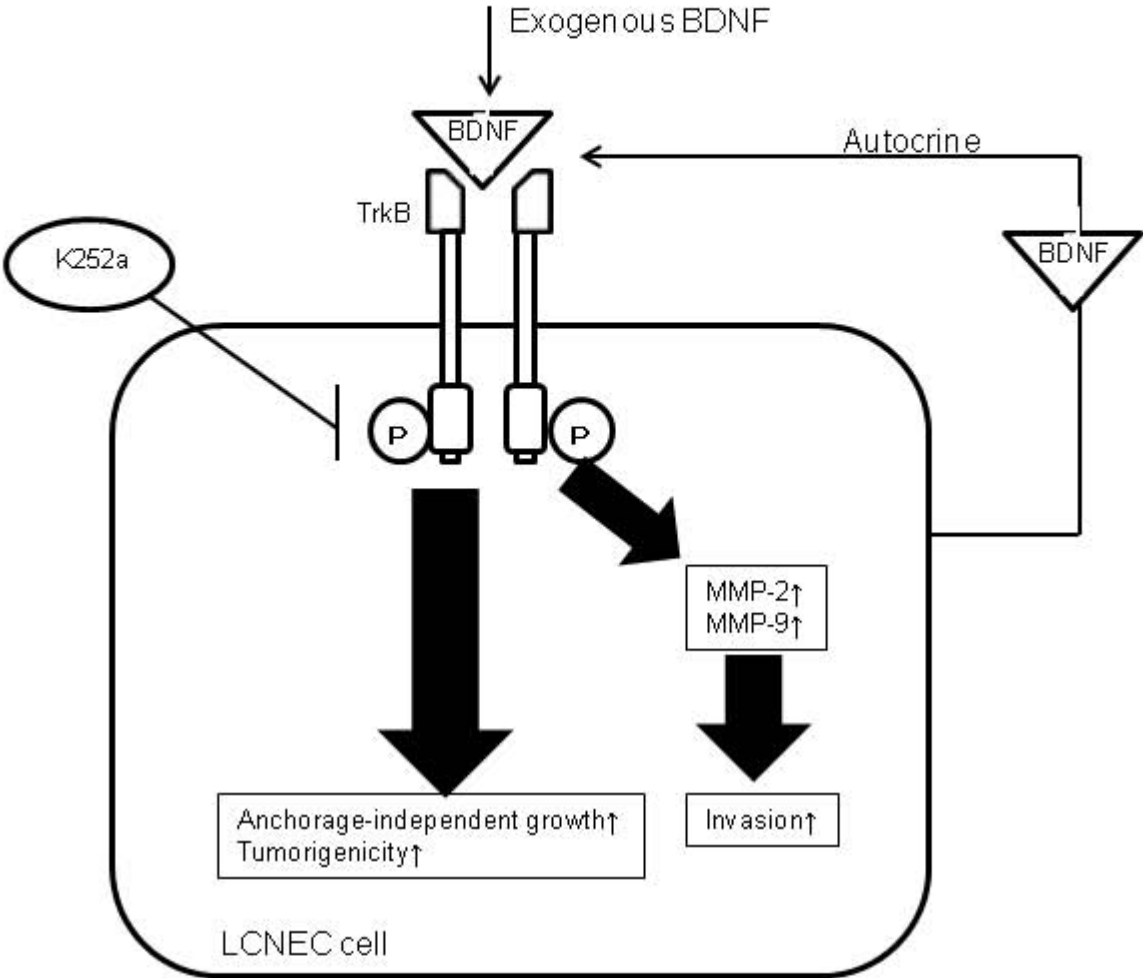 Exogenous BDNF
BDNF
Autocrine
TrkB
BDNF
K252a
P
P
MMP-2↑
MMP-9↑
Anchorage-independent growth↑
Tumorigenicity↑
Invasion↑
LCNEC cell